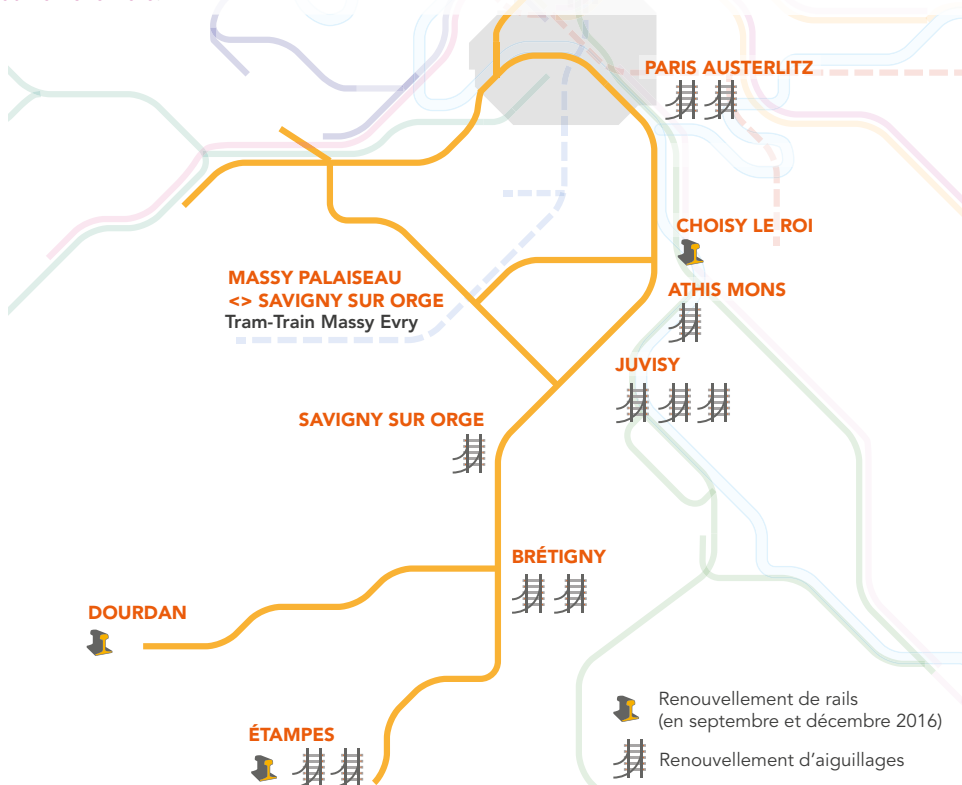 PARIS AUSTERLITZ
CHOISY LE ROI
MASSY PALAISEAU
<> SAVIGNY SUR ORGE
Tram-Train Massy Evry
ATHIS MONS
JUVISY
SAVIGNY SUR ORGE
BRÉTIGNY
DOURDAN
ÉTAMPES
Renouvellement de rails
(en septembre et décembre 2016)
Renouvellement d'aiguillages